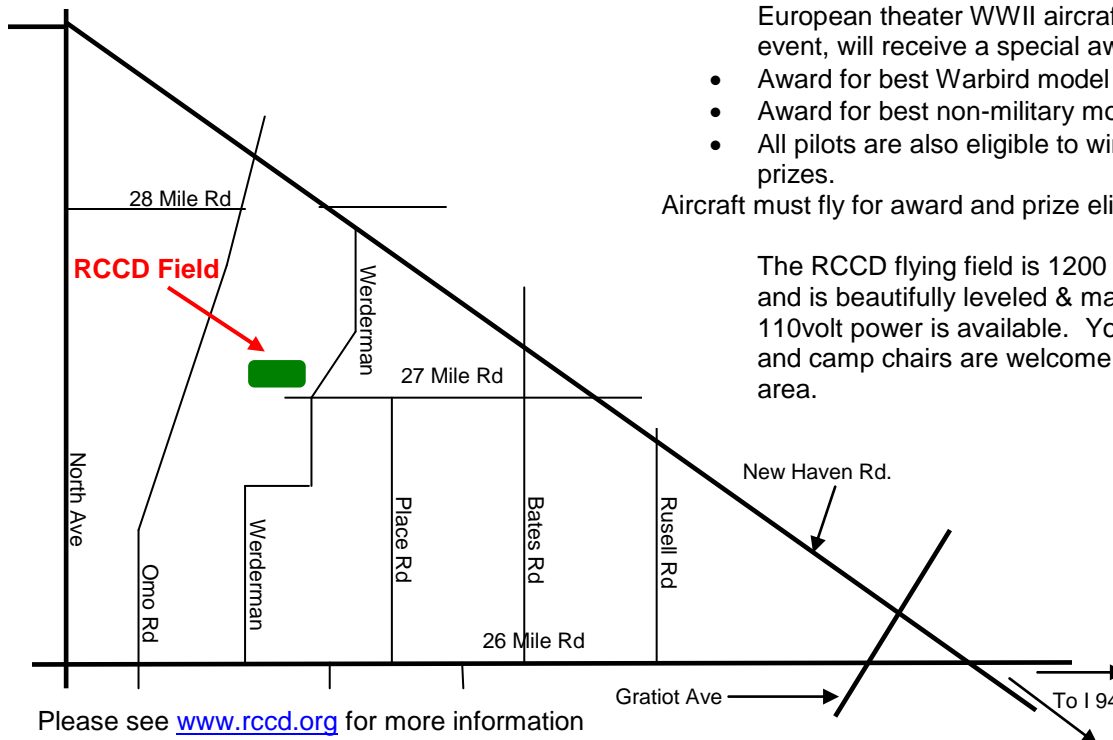 European theater WWII aircraf
event, will receive a special aw
• Award for best Warbird model
• Award for best non-military mo
• All pilots are also eligible to wi
prizes.
Aircraft must fly for award and prize eli
The RCCD flying field is 1200
and is beautifully leveled & ma
110volt power is available. Yo
and camp chairs are welcome
area.
28 Mile Rd
RCCD Field
Werderman
27 Mile Rd
North Ave
New Haven Rd.
Omo Rd
Werderman
Place Rd
Bates Rd
Rusell Rd
26 Mile Rd
Gratiot Ave
To I 94
Please see www.rccd.org for more information